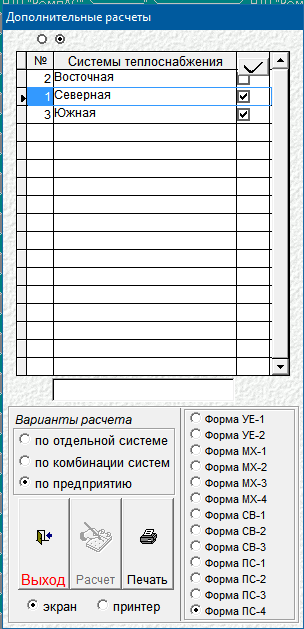 Дополнительные расчеты
№ Системы теплоснабжения
2 Восточная
1 Северная
3 Южная
Варианты расчета
по отдельной системе
по комбинации систем
по предприятию
Выход Расчет Печать
экран принтер
Форма УЕ-1
Форма УЕ-2
Форма МХ-1
Форма МХ-2
Форма МХ-3
Форма МХ-4
Форма СВ-1
Форма СВ-2
Форма СВ-3
Форма ПС-1
Форма ПС-2
Форма ПС-3
Форма ПС-4